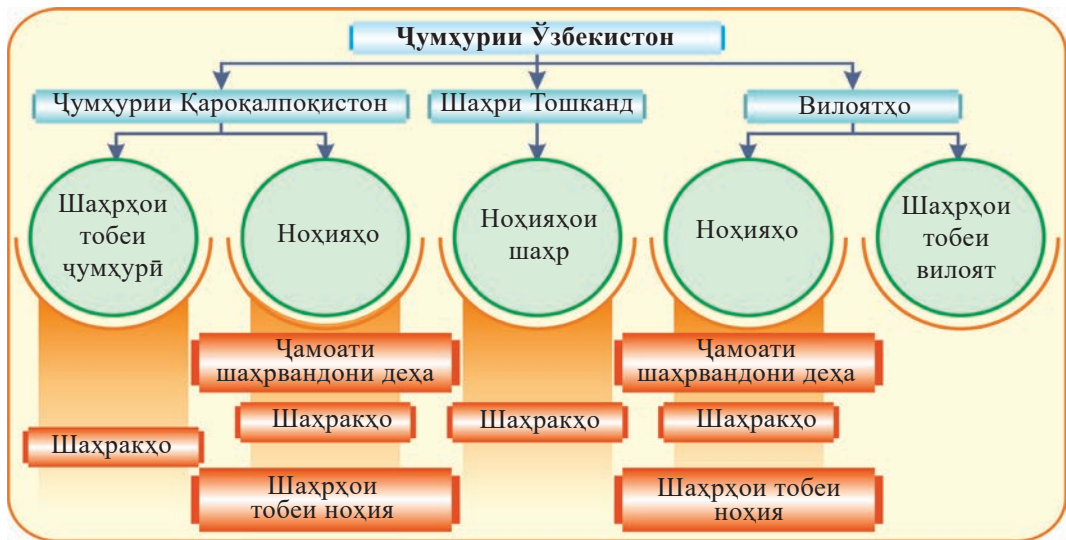 Ҷумҳурии Ӯзбекистон
Ҷумҳурии Қароқалпоқистон
Шаҳри Тошканд
Вилоятҳо
Шаҳрҳои
тобеи
ҷумҳурӣ
Ноҳияҳо
Ноҳияҳои
шаҳр
Ноҳияҳо
Шаҳрҳои
тобеи
вилоят
Ҷамоати
шаҳрвандони деҳа
Ҷамоати
шаҳрвандони деҳа
Шаҳракҳо
Шаҳракҳо
Шаҳракҳо
Шаҳракҳо
Шаҳрҳои
тобеи ноҳия
Шаҳрҳои тобеи
ноҳия